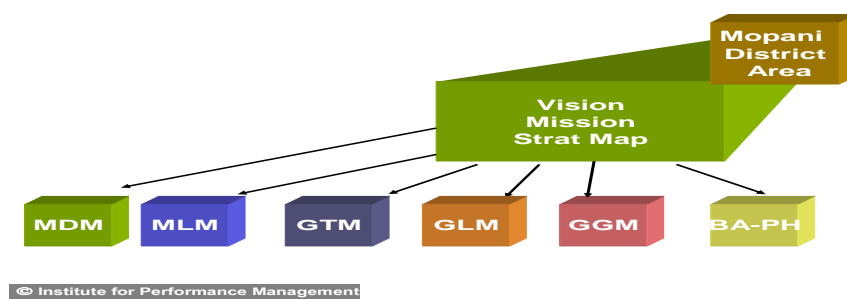 Mopani
District
Area
Vision
Mission
Strat Map
MDM
MLM
GTM
GLM
GGM
BA-PH
© Institute for Performance Management